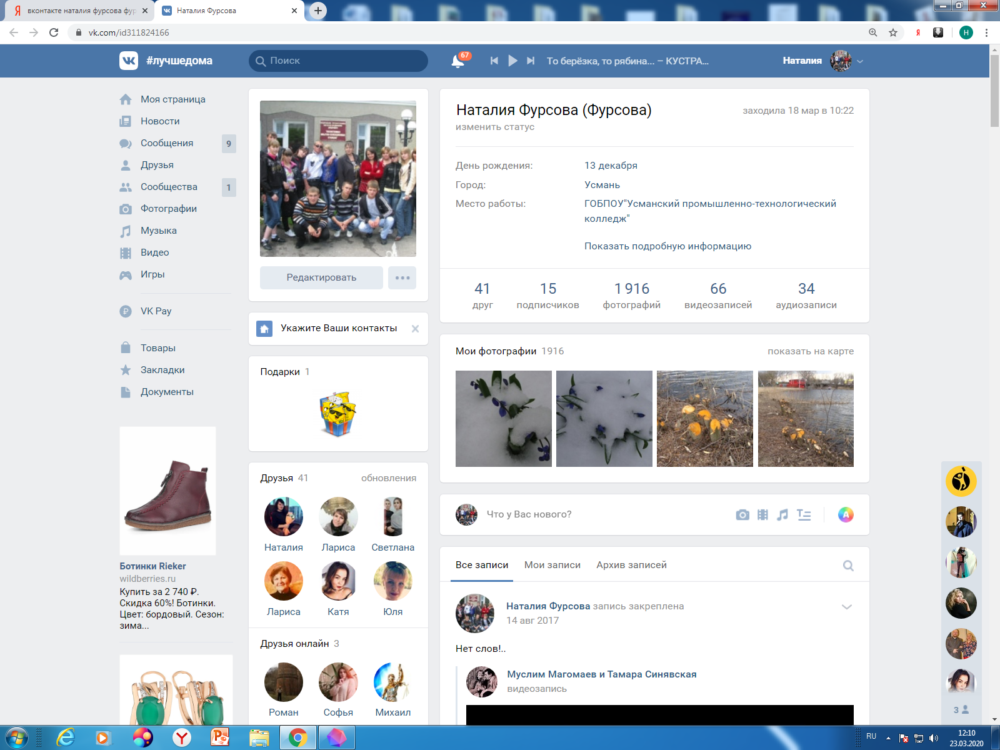 вконтакте наталия фурсова фур
Наталия Фурсова
vk.com/id311824166
Н
#лучшедома
Поиск
67
То берёзка, то рябина... – КУСТРА...
Наталия
Моя страница
Новости
Сообщения 9
Друзья
Сообщества 1
Фотографии
Музыка
Видео
Игры
VK Pay
Товары
Закладки
Документы
Ботинки Rieker
wildberries.ru
Купить за 2 740 ₽.
Скидка 60%! Ботинки.
Цвет: бордовый. Сезон:
зима...
Редактировать
Укажите Ваши контакты
Подарки 1
Друзья 41 обновления
Наталия Лариса Светлана
Лариса Катя Юля
Друзья онлайн 3
Роман Софья Михаил
Наталия Фурсова (Фурсова)
заходила 18 мар в 10:22
изменить статус
День рождения: 13 декабря
Город: Усмань
Место работы: ГОБПОУ"Усманский промышленно-технологический
колледж"
Показать подробную информацию
41 15 1 916 66 34
друг подписчиков фотографий видеозаписей аудиозаписи
Мои фотографии 1916 показать на карте
Что у Вас нового?
Все записи Мои записи Архив записей
Наталия Фурсова запись закреплена
14 авг 2017
Нет слов!..
Муслим Магомаев и Тамара Синявская
видеозапись
3
RU
12:10
23.03.2020